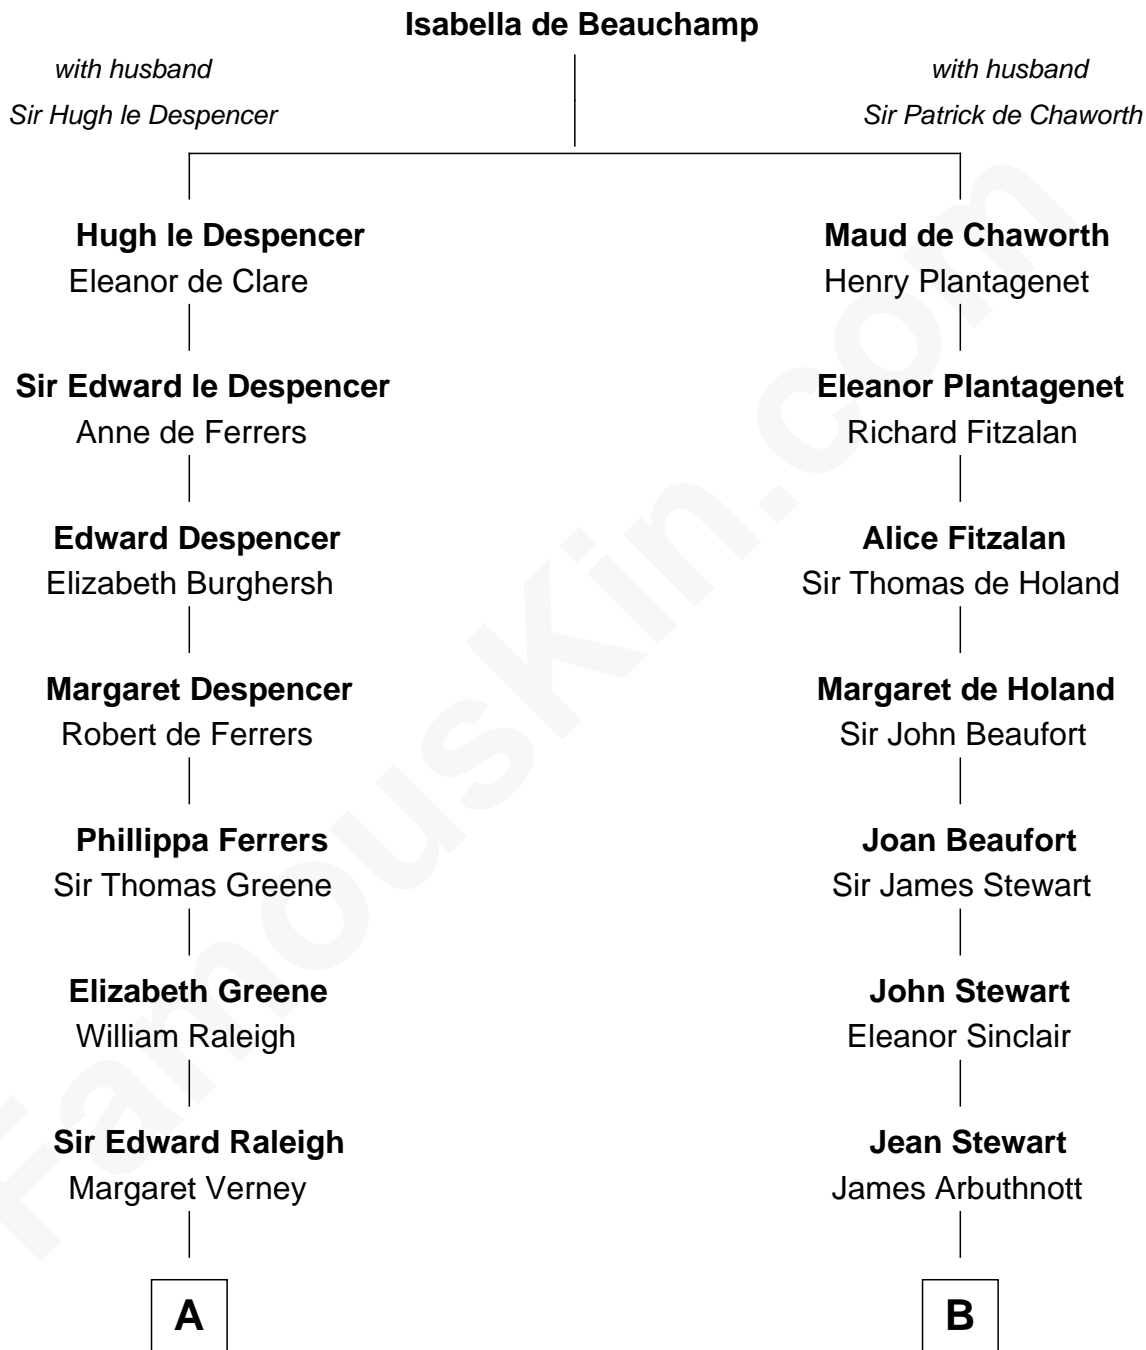 Isabella de Beauchamp
with husband
Sir Hugh le Despencer
with husband
Sir Patrick de Chaworth
Hugh le Despencer
Eleanor de Clare
Maud de Chaworth
Henry Plantagenet
Sir Edward le Despencer
Anne de Ferrers
Eleanor Plantagenet
Richard Fitzalan
Edward Despencer
Elizabeth Burghersh
Alice Fitzalan
Sir Thomas de Holand
Margaret Despencer
Robert de Ferrers
Margaret de Holand
Sir John Beaufort
Phillippa Ferrers
Sir Thomas Greene
Joan Beaufort
Sir James Stewart
Elizabeth Greene
William Raleigh
John Stewart
Eleanor Sinclair
Sir Edward Raleigh
Margaret Verney
Jean Stewart
James Arbuthnott
A
B
FamousKin.com